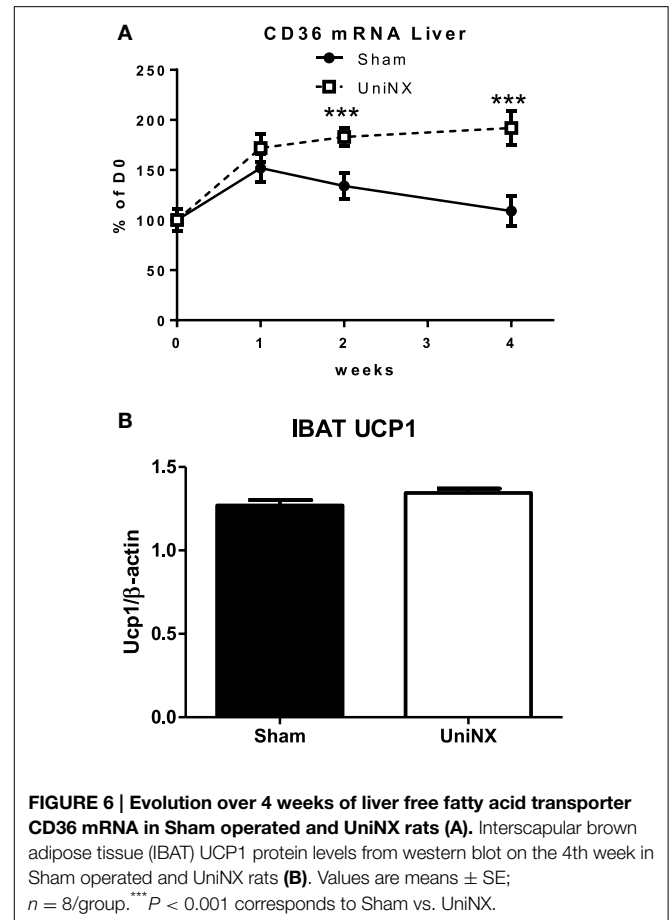 A
CD36 mRNA Liver
Sham
UniNX
250
200
150
100
50
0
% of D0
***
***
0 1 2 3 4
weeks
B
IBAT UCP1
1.5
1.0
0.5
0.0
Ucp1/β-actin
Sham UniNX
FIGURE 6 | Evolution over 4 weeks of liver free fatty acid transporter
CD36 mRNA in Sham operated and UniNX rats (A). Interscapular brown
adipose tissue (IBAT) UCP1 protein levels from western blot on the 4th week in
Sham operated and UniNX rats (B). Values are means ± SE;
n = 8/group. ***P < 0.001 corresponds to Sham vs. UniNX.